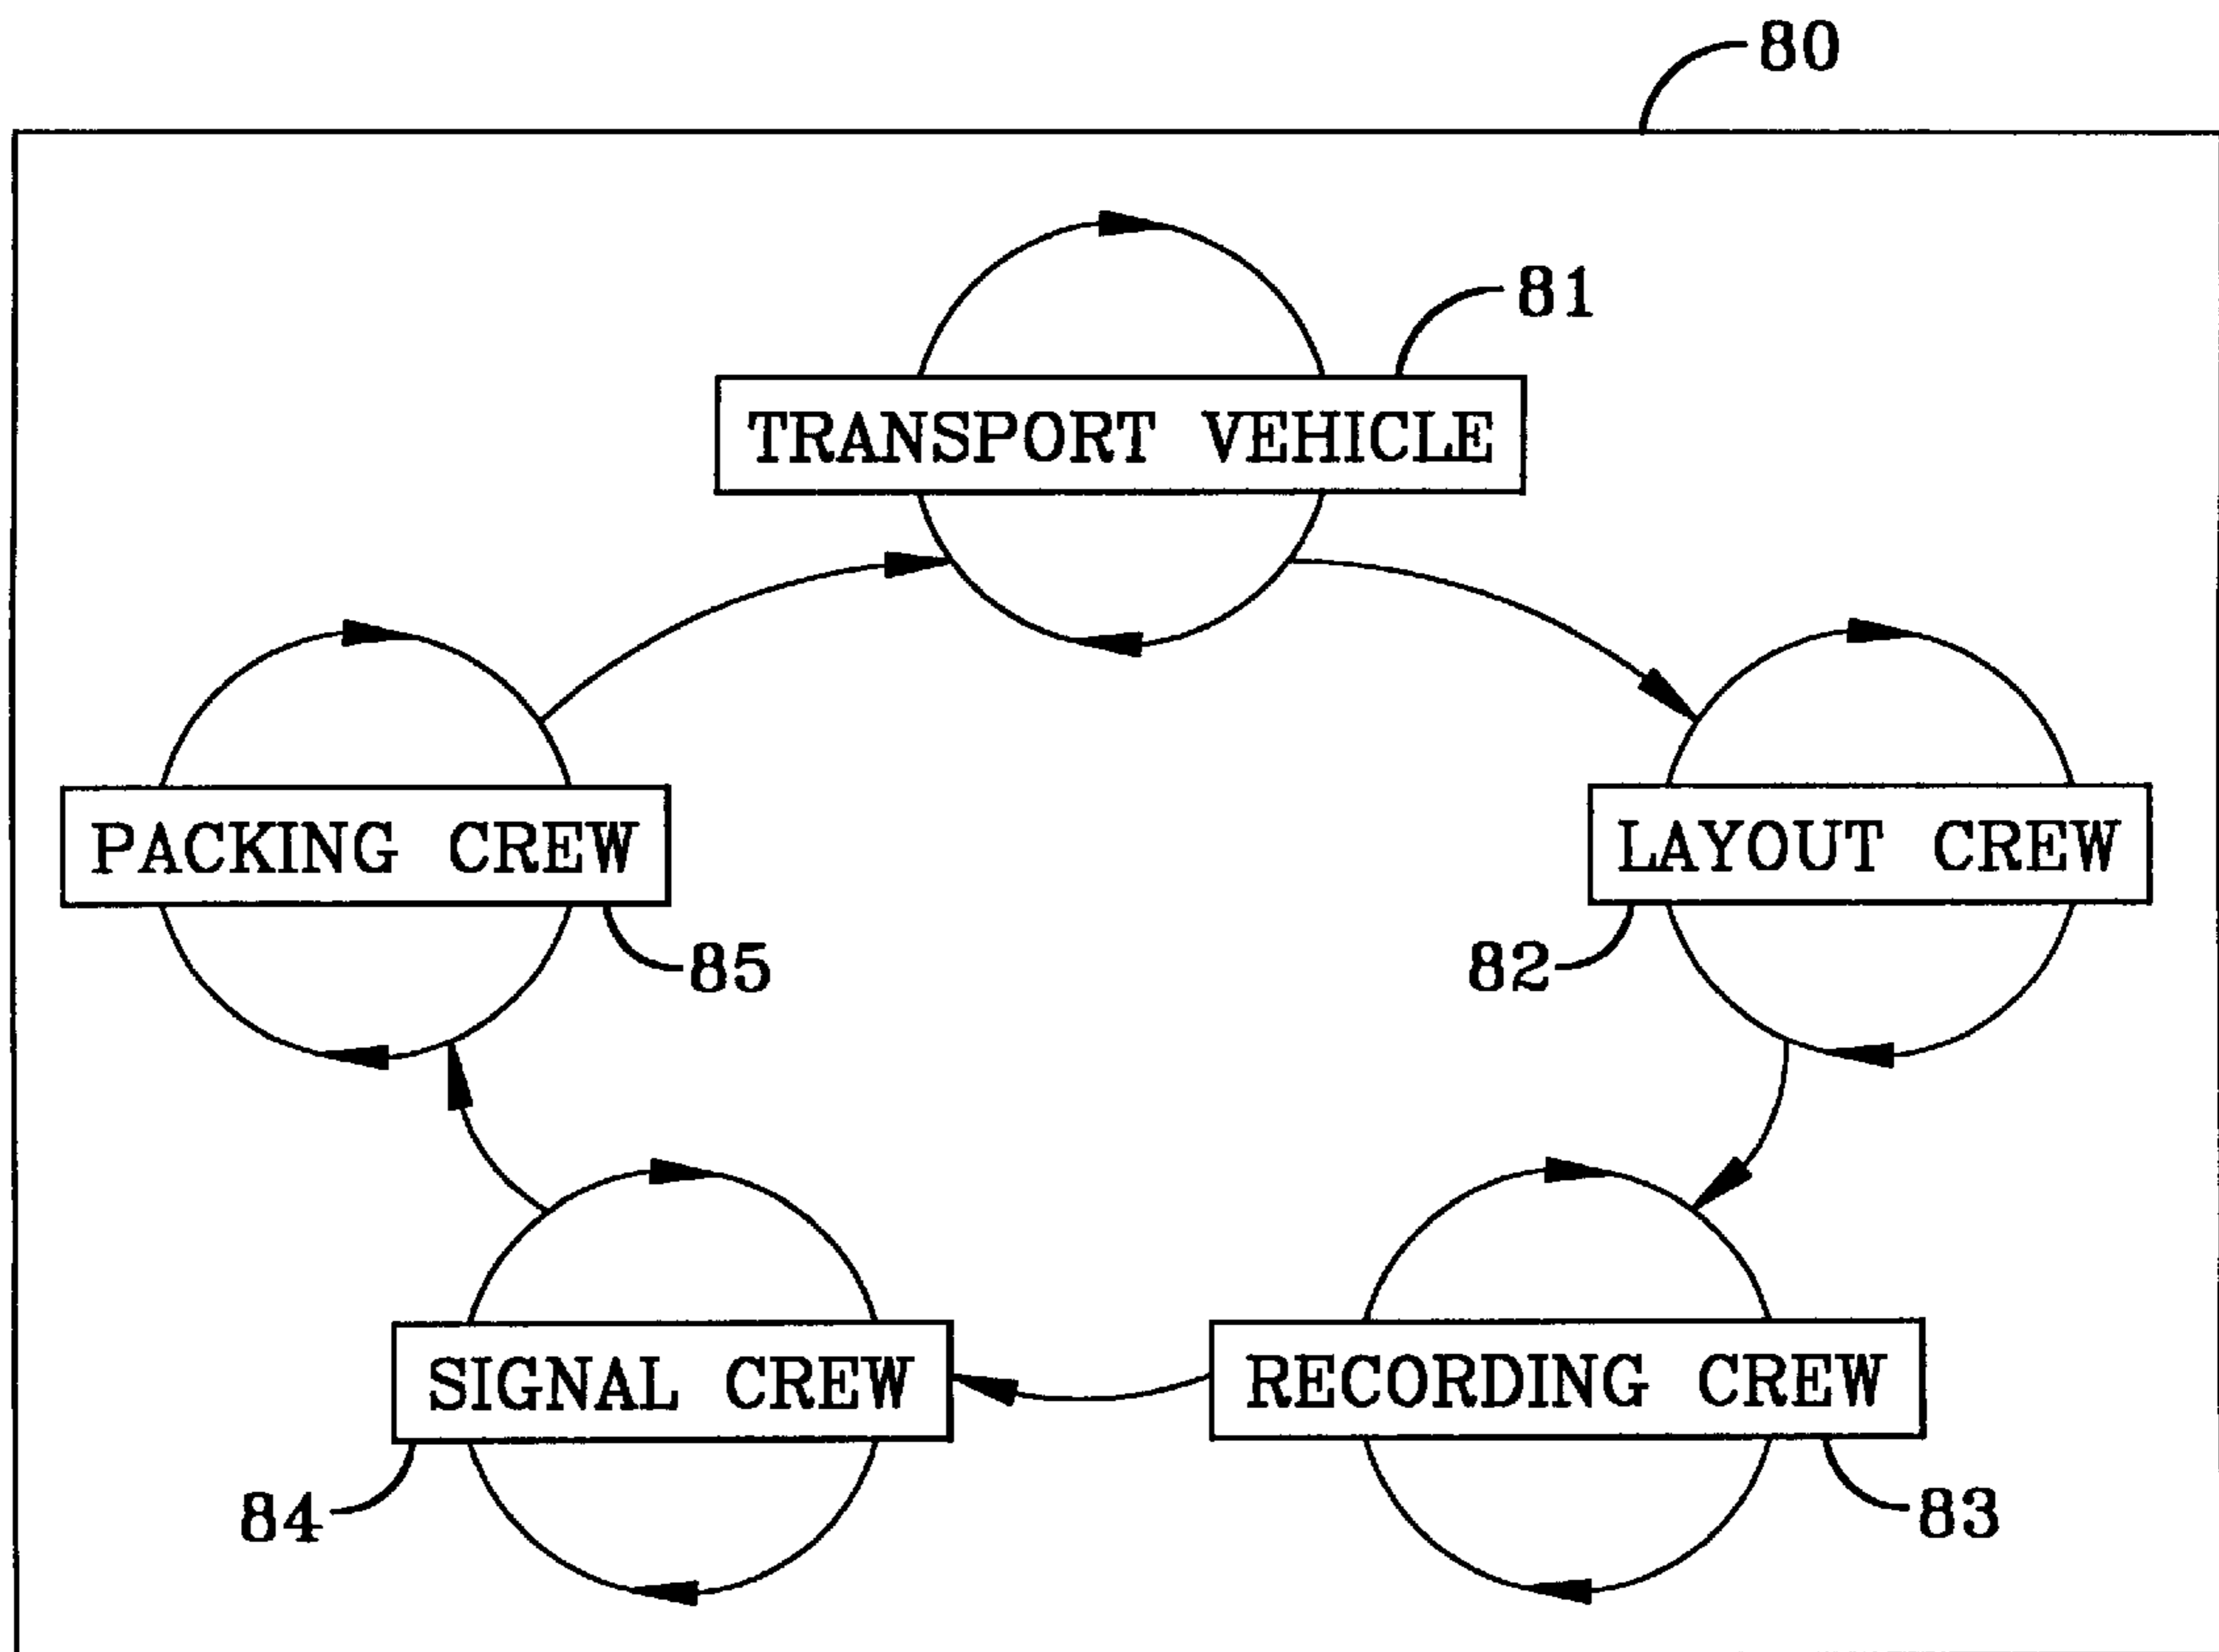 80
81
TRANSPORT VEHICLE
PACKING CREW
LAYOUT CREW
85
82
SIGNAL CREW
RECORDING CREW
84
83